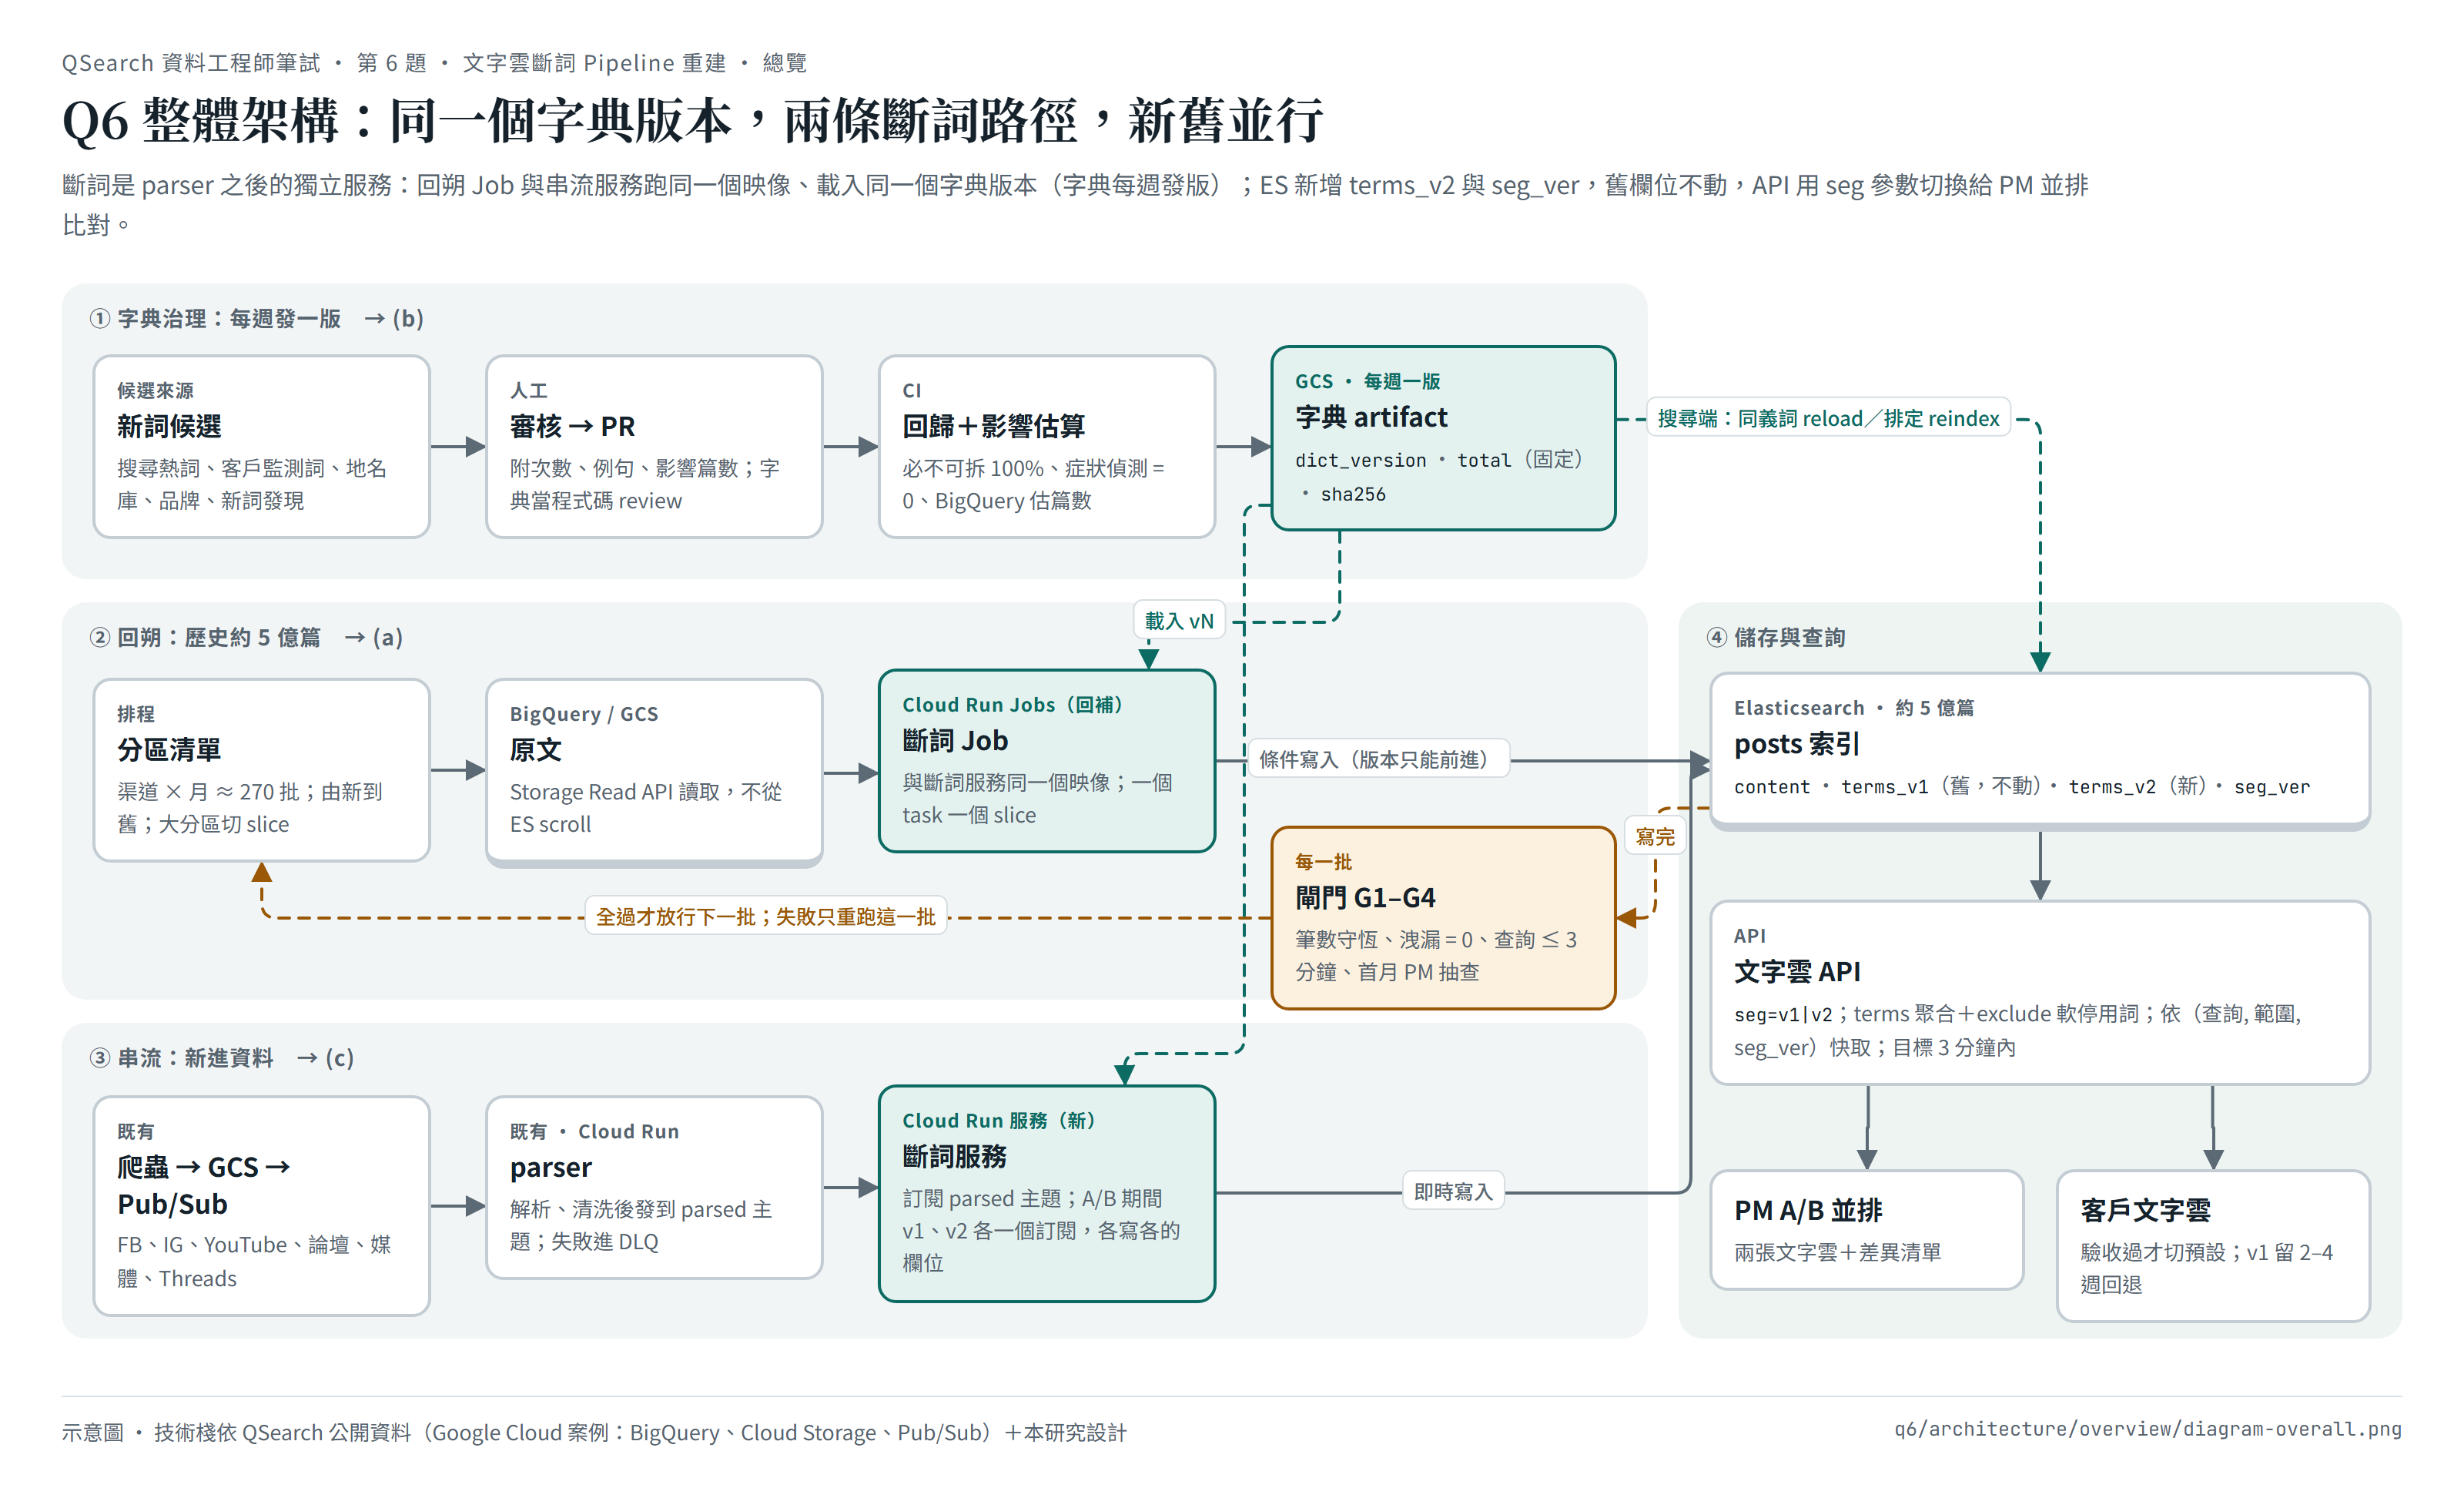 QSearch 資料工程師筆試 · 第 6 題 · 文字雲斷詞 Pipeline 重建 · 總覽
Q6 整體架構：同一個字典版本，兩條斷詞路徑，新舊並行
斷詞是 parser 之後的獨立服務：回朔 Job 與串流服務跑同一個映像、載入同一個字典版本（字典每週發版）；ES 新增 terms_v2 與 seg_ver，舊欄位不動，API 用 seg 參數切換給 PM 並排
比對。
① 字典治理：每週發一版 → (b)
候選來源
新詞候選
搜尋熱詞、客戶監測詞、地名
庫、品牌、新詞發現
人工
審核 → PR
附次數、例句、影響篇數；字
典當程式碼 review
CI
回歸＋影響估算
必不可拆 100%、症狀偵測 =
0、BigQuery 估篇數
GCS · 每週一版
字典 artifact
dict_version · total（固定）
· sha256
搜尋端：同義詞 reload／排定 reindex
載入 vN
② 回朔：歷史約 5 億篇 → (a)
排程
分區清單
渠道 × 月 ≈ 270 批；由新到
舊；大分區切 slice
BigQuery / GCS
原文
Storage Read API 讀取，不從
ES scroll
Cloud Run Jobs（回補）
斷詞 Job
與斷詞服務同一個映像；一個
task 一個 slice
條件寫入（版本只能前進）
每一批
閘門 G1–G4
筆數守恆、洩漏 = 0、查詢 ≤ 3
分鐘、首月 PM 抽查
寫完
全過才放行下一批；失敗只重跑這一批
③ 串流：新進資料 → (c)
既有
爬蟲 → GCS →
Pub/Sub
FB、IG、YouTube、論壇、媒
體、Threads
既有 · Cloud Run
parser
解析、清洗後發到 parsed 主
題；失敗進 DLQ
Cloud Run 服務（新）
斷詞服務
訂閱 parsed 主題；A/B 期間
v1、v2 各一個訂閱，各寫各的
欄位
即時寫入
④ 儲存與查詢
Elasticsearch · 約 5 億篇
posts 索引
content · terms_v1（舊，不動）· terms_v2（新）· seg_ver
API
文字雲 API
seg=v1|v2；terms 聚合＋exclude 軟停用詞；依（查詢, 範圍,
seg_ver）快取；目標 3 分鐘內
PM A/B 並排
兩張文字雲＋差異清單
客戶文字雲
驗收過才切預設；v1 留 2–4
週回退
示意圖 · 技術棧依 QSearch 公開資料（Google Cloud 案例：BigQuery、Cloud Storage、Pub/Sub）＋本研究設計
q6/architecture/overview/diagram-overall.png